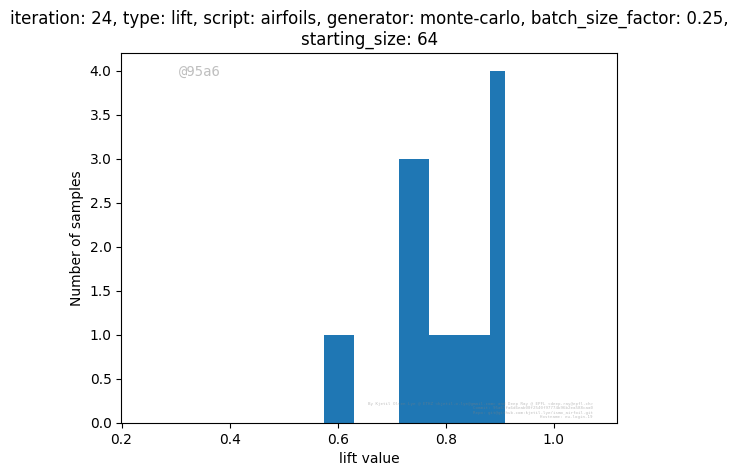 iteration: 24, type: lift, script: airfoils, generator: monte-carlo, batch_size_factor: 0.25,
starting_size: 64
@95a6
4.0
3.5
3.0
2.5
2.0
1.5
1.0
0.5
0.0
Number of samples
0.2 0.4 0.6 0.8 1.0
lift value